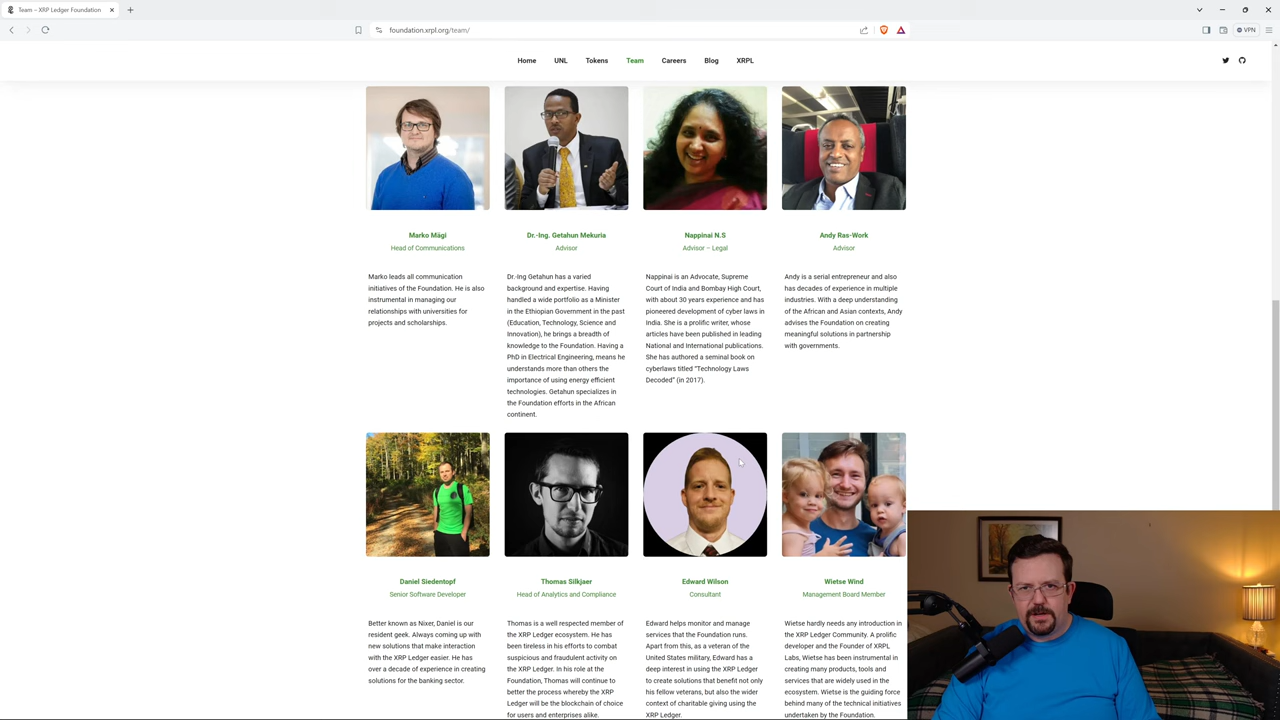 Team – XRP Ledger Foundation
foundation.xrpl.org/team/
VPN
Home UNL Tokens Team Careers Blog XRPL
Marko Mägi
Head of Communications
Marko leads all communication
initiatives of the Foundation. He is also
instrumental in managing our
relationships with universities for
projects and scholarships.
Dr.-Ing. Getahun Mekuria
Advisor
Dr.-Ing Getahun has a varied
background and expertise. Having
handled a wide portfolio as a Minister
in the Ethiopian Government in the past
(Education, Technology, Science and
Innovation), he brings a breadth of
knowledge to the Foundation. Having a
PhD in Electrical Engineering, means he
understands more than others the
importance of using energy efficient
technologies. Getahun specializes in
the Foundation efforts in the African
continent.
Nappinai N.S
Advisor – Legal
Nappinai is an Advocate, Supreme
Court of India and Bombay High Court,
with about 30 years experience and has
pioneered development of cyber laws in
India. She is a prolific writer, whose
articles have been published in leading
National and International publications.
She has authored a seminal book on
cyberlaws titled “Technology Laws
Decoded” (in 2017).
Andy Ras-Work
Advisor
Andy is a serial entrepreneur and also
has decades of experience in multiple
industries. With a deep understanding
of the African and Asian contexts, Andy
advises the Foundation on creating
meaningful solutions in partnership
with governments.
Daniel Siedentopf
Senior Software Developer
Better known as Nixer, Daniel is our
resident geek. Always coming up with
new solutions that make interaction
with the XRP Ledger easier. He has
over a decade of experience in creating
solutions for the banking sector.
Thomas Silkjaer
Head of Analytics and Compliance
Thomas is a well respected member of
the XRP Ledger ecosystem. He has
been tireless in his efforts to combat
suspicious and fraudulent activity on
the XRP Ledger. In his role at the
Foundation, Thomas will continue to
better the process whereby the XRP
Ledger will be the blockchain of choice
for users and enterprises alike.
Edward Wilson
Consultant
Edward helps monitor and manage
services that the Foundation runs.
Apart from this, as a veteran of the
United States military, Edward has a
deep interest in using the XRP Ledger
to create solutions that benefit not only
his fellow veterans, but also the wider
context of charitable giving using the
XRP Ledger.
Wietse Wind
Management Board Member
Wietse hardly needs any introduction in
the XRP Ledger Community. A prolific
developer and the Founder of XRPL
Labs, Wietse has been instrumental in
creating many products, tools and
services that are widely used in the
ecosystem. Wietse is the guiding force
behind many of the technical initiatives
undertaken by the Foundation.